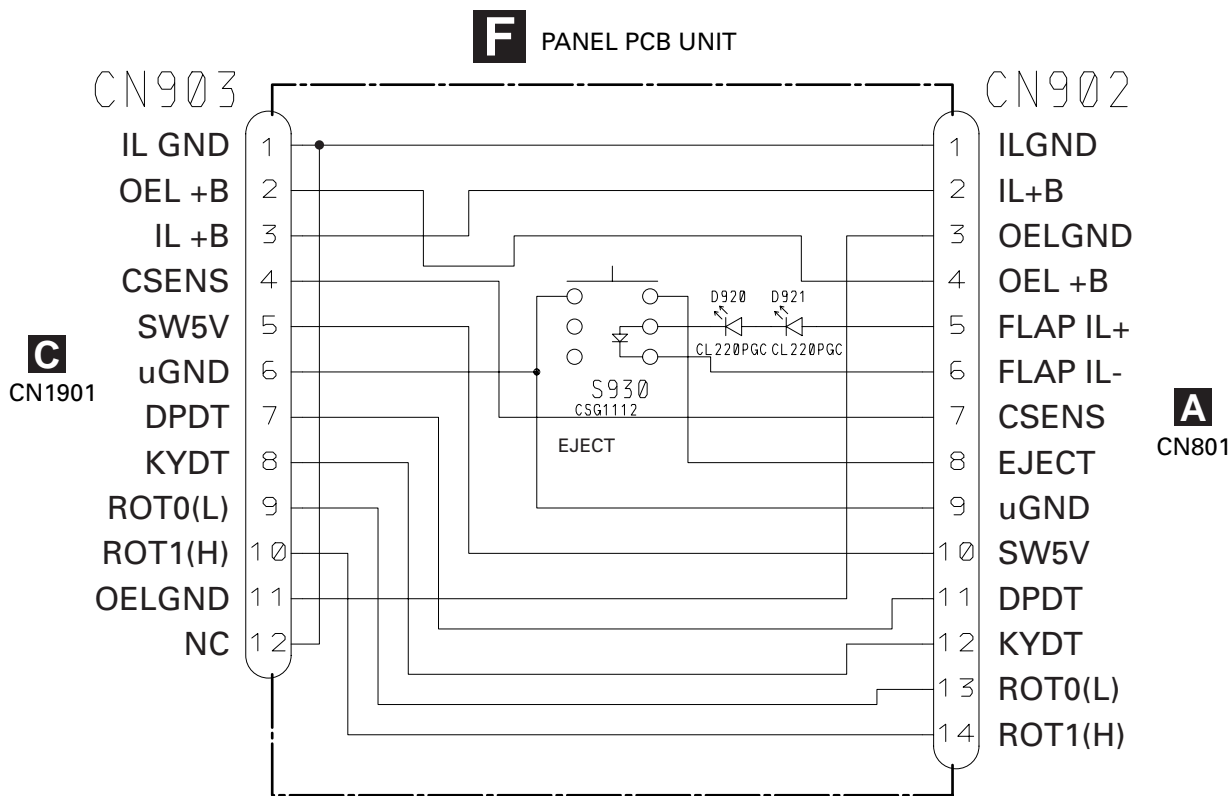 F PANEL PCB UNIT
CN903
CN902
IL GND 1
1 ILGND
OEL +B 2
2 IL+B
IL +B 3
3 OELGND
CSENS 4
4 OEL +B
D920 D921
SW5V 5
5 FLAP IL+
CL220PGC CL220PGC
C
CN1901
uGND 6
6 FLAP IL-
S930
CSG1112
EJECT
DPDT 7
7 CSENS
A
CN801
KYDT 8
8 EJECT
ROT0(L) 9
9 uGND
ROT1(H) 10
10 SW5V
OELGND 11
11 DPDT
NC 12
12 KYDT
13 ROT0(L)
14 ROT1(H)